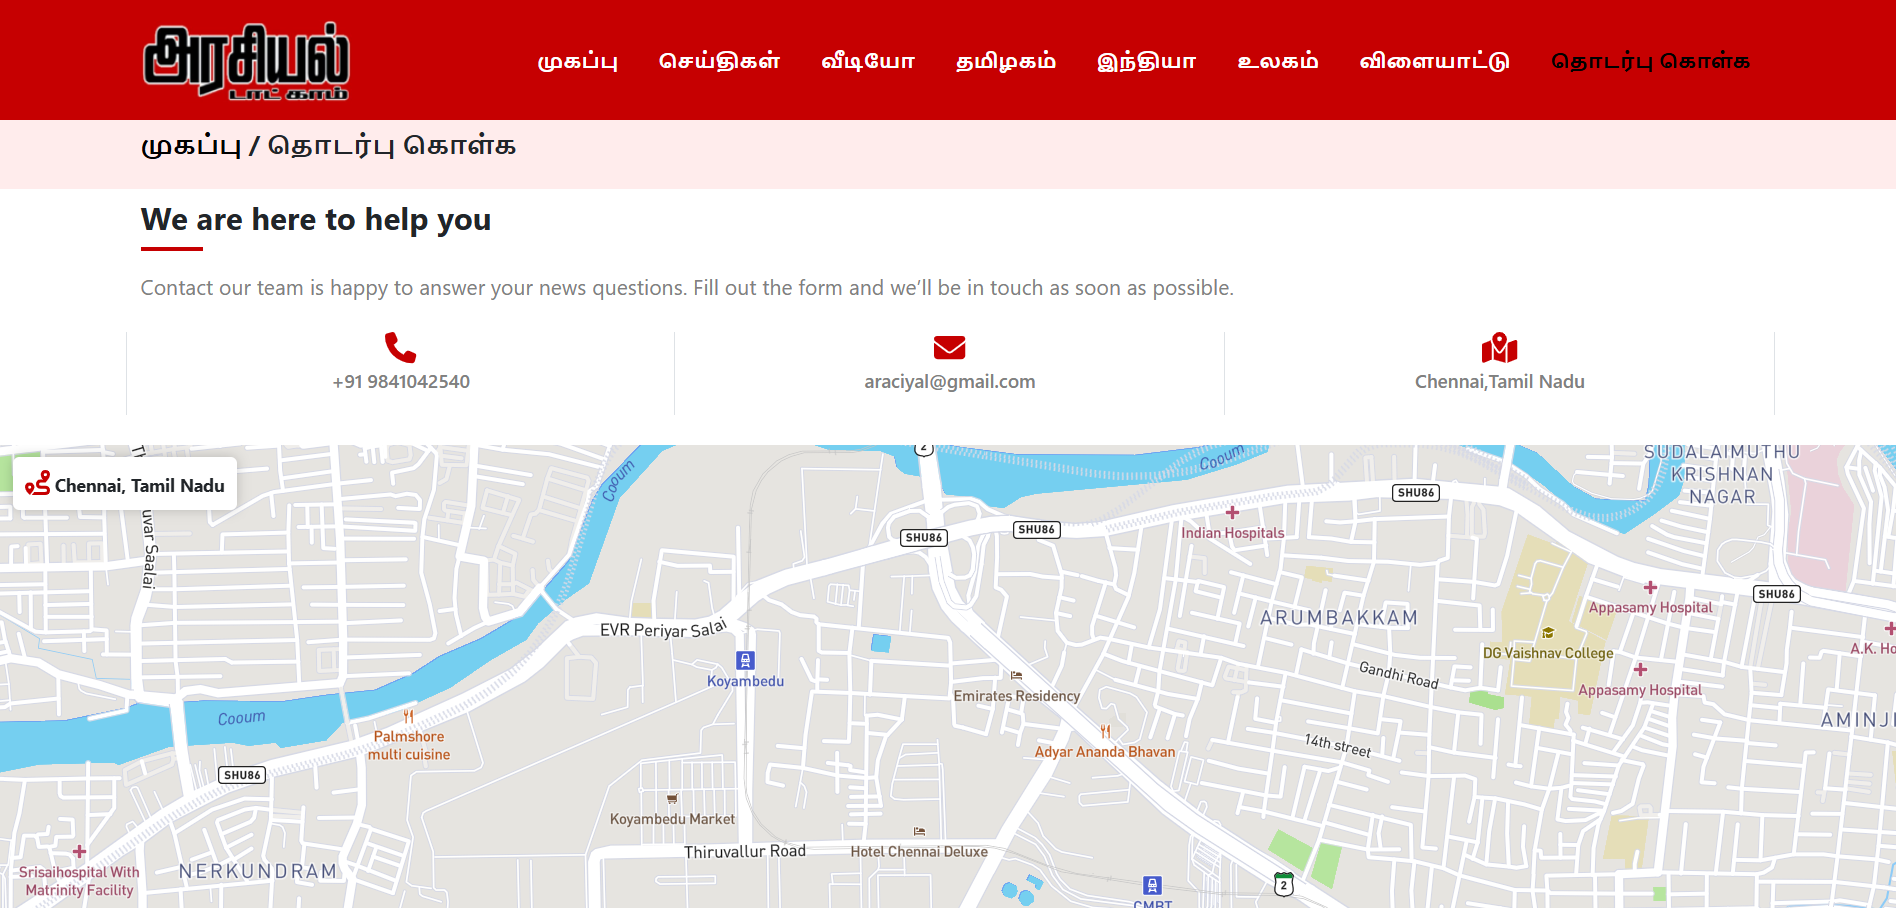 அரசியல்
டாட் காம்
முகப்பு செய்திகள் வீடியோ தமிழகம் இந்தியா உலகம் விளையாட்டு தொடர்பு கொள்க
முகப்பு / தொடர்பு கொள்க
We are here to help you
Contact our team is happy to answer your news questions. Fill out the form and we’ll be in touch as soon as possible.
+91 9841042540
araciyal@gmail.com
Chennai,Tamil Nadu
Chennai, Tamil Nadu
uvar Saalai
Cooum
2
Cooum
SHU86
SUDALAIMUTHU
KRISHNAN
NAGAR
SHU86
SHU86
Indian Hospitals
SHU86
Appasamy Hospital
ARUMBAKKAM
EVR Periyar Salai
DG Vaishnav College
A.K. Ho
Koyambedu
Gandhi Road
Emirates Residency
Appasamy Hospital
Cooum
AMINJI
Palmshore
multi cuisine
14th street
Adyar Ananda Bhavan
SHU86
Koyambedu Market
Thiruvallur Road
Hotel Chennai Deluxe
NERKUNDRAM
Srisaihospital With
Matrinity Facility
2
CMBT